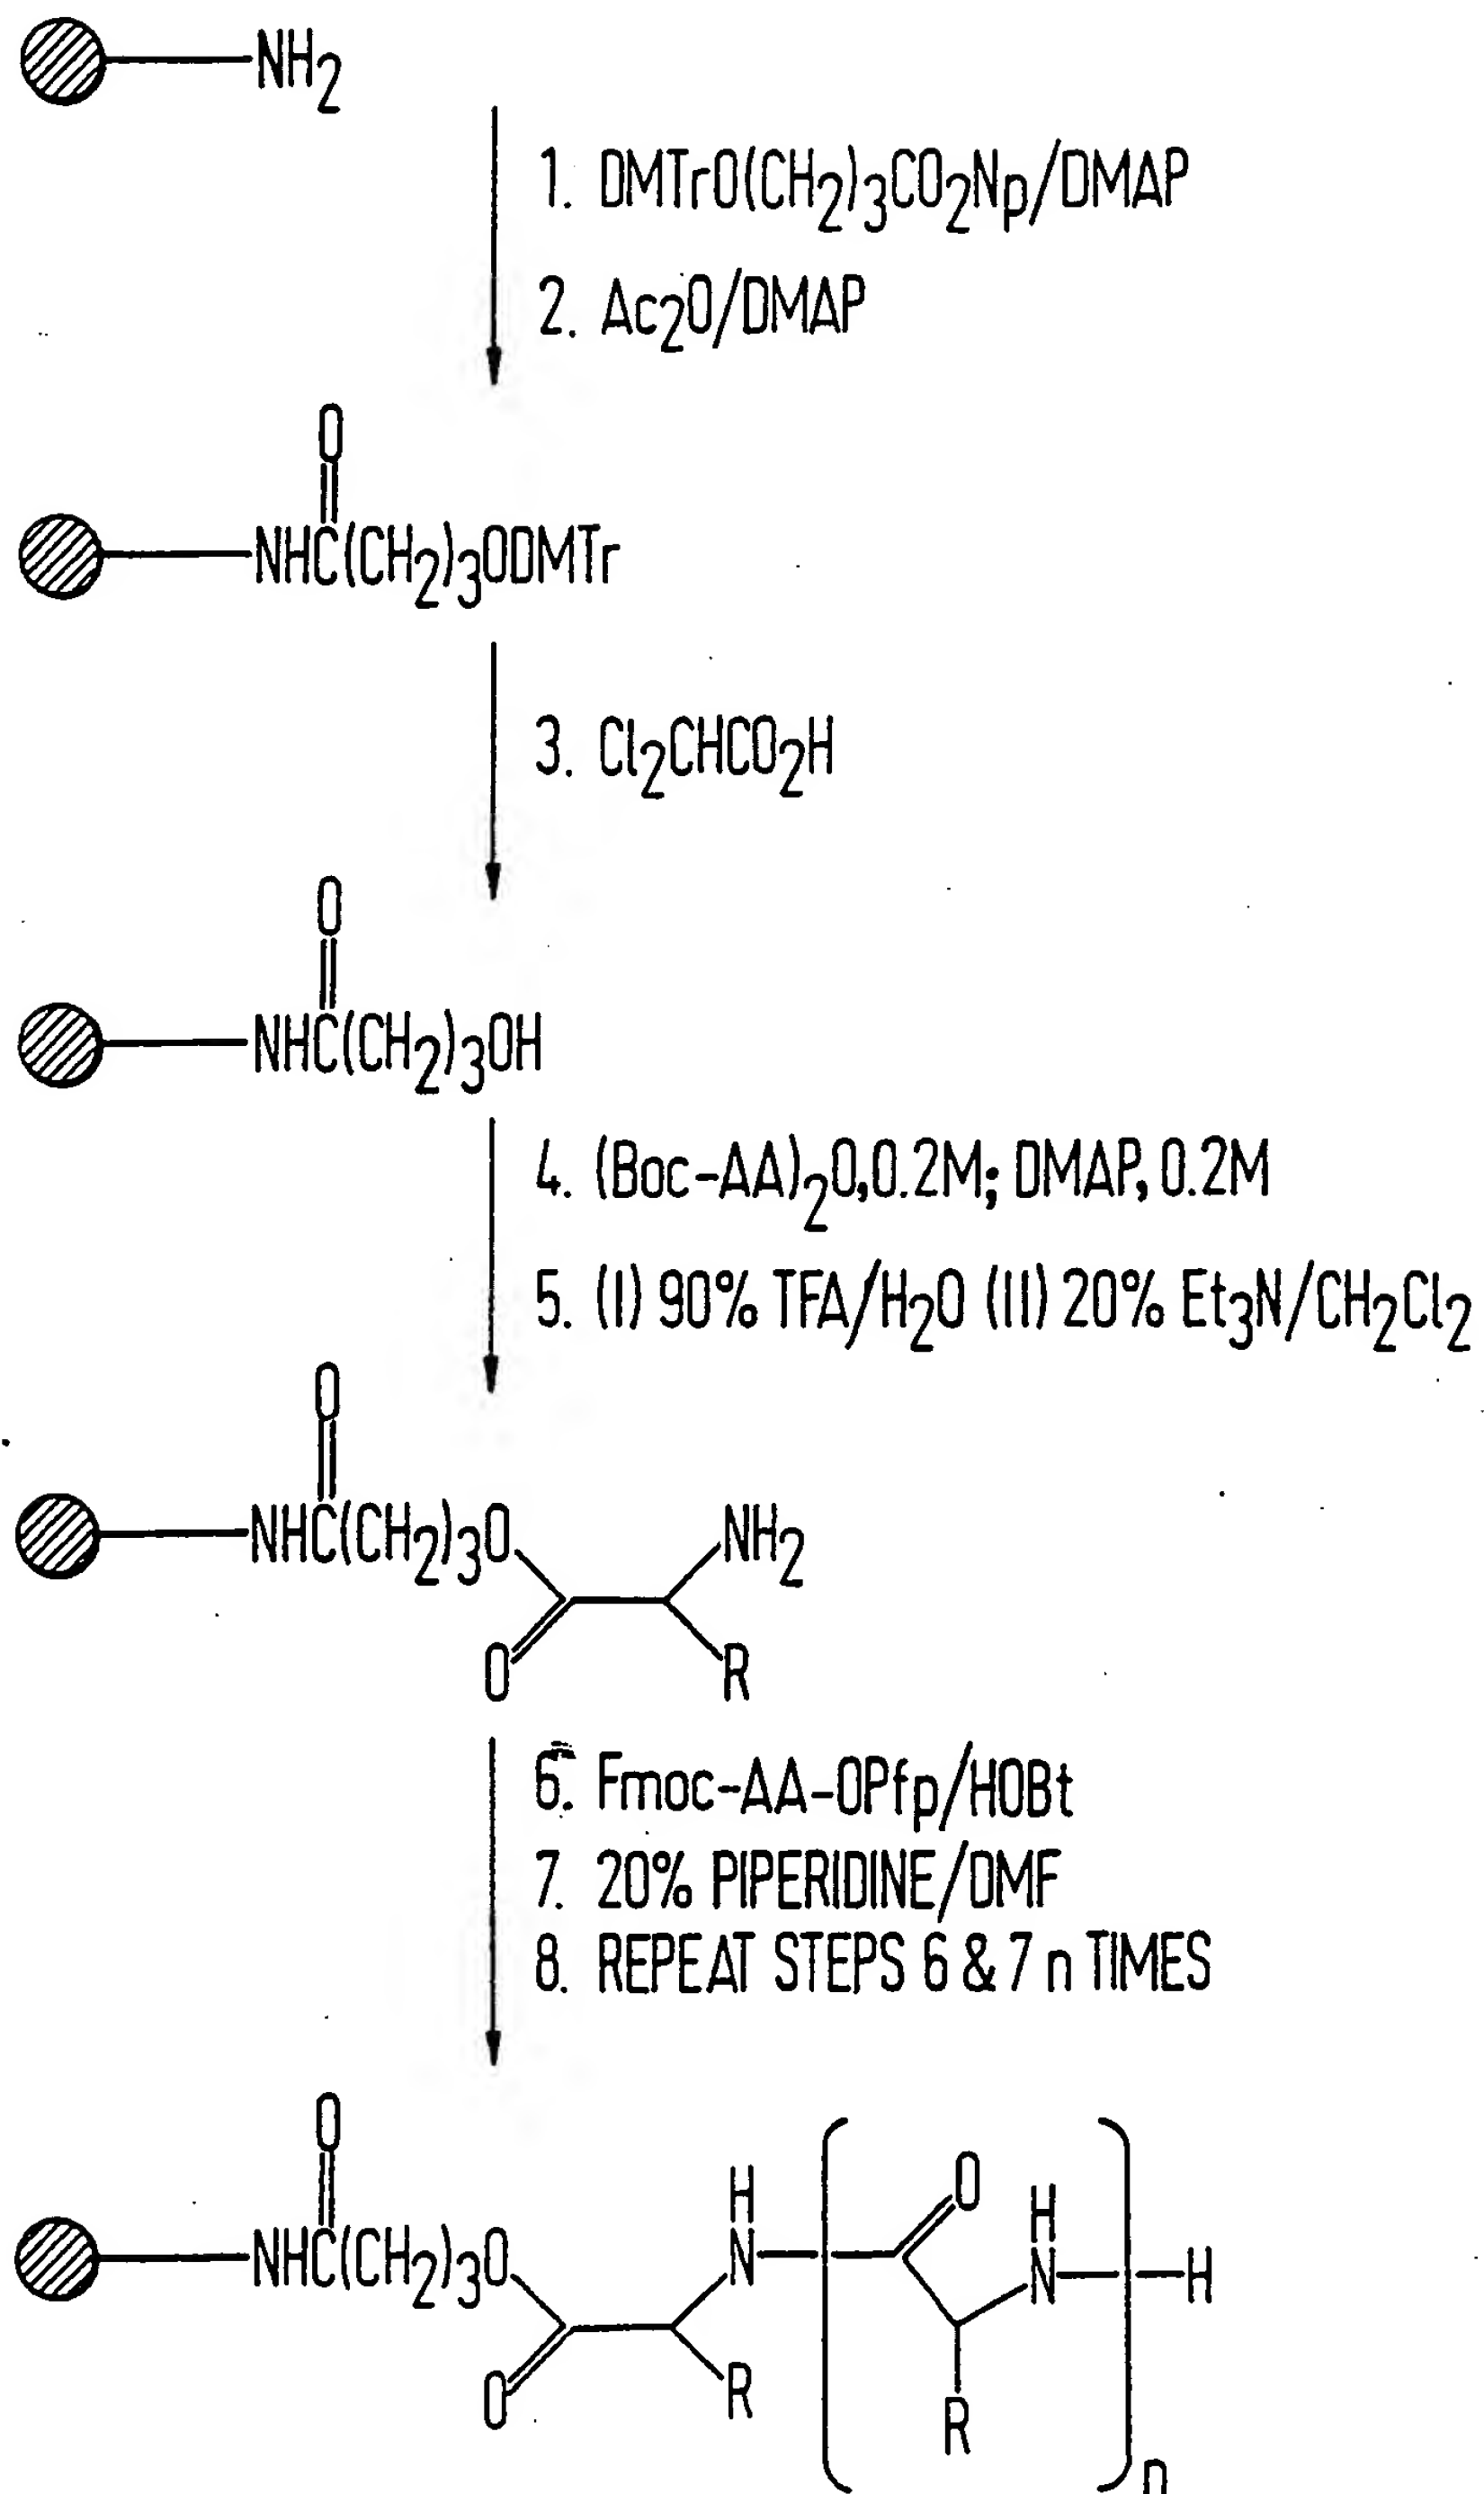 NH2
1. DMTrO(CH2)3CO2Np/DMAP
2. Ac2O/DMAP
O
NHC(CH2)3ODMTr
3. Cl2CHCO2H
O
NHC(CH2)3OH
4. (Boc-AA)2O,0.2M; DMAP, 0.2M
5. (I) 90% TFA/H2O (II) 20% Et3N/CH2Cl2
O
NHC(CH2)3O NH2
O R
6. Fmoc-AA-OPfp/HOBt
7. 20% PIPERIDINE/DMF
8. REPEAT STEPS 6 & 7 n TIMES
O
H O H
NHC(CH2)3O N N H
O R R
n